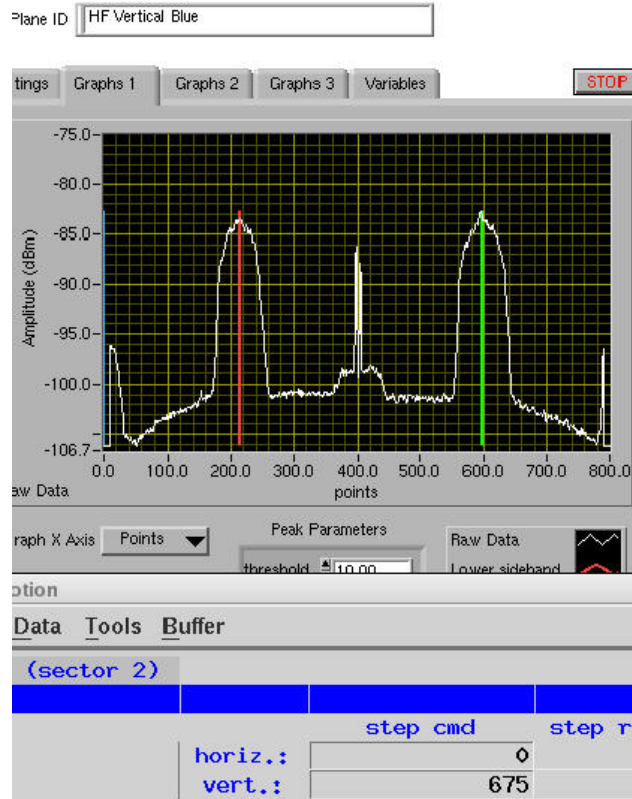 Plane ID HF Vertical Blue
tings Graphs 1 Graphs 2 Graphs 3 Variables STOP
-75.0-
-80.0-
-85.0-
-90.0-
-95.0-
-100.0-
-106.7-
Amplitude (dBm)
0.0 100.0 200.0 300.0 400.0 500.0 600.0 700.0 800.0
aw Data points
raph X Axis Points Peak Parameters Raw Data
threshold 10.00 Lower sideband
otion
Data Tools Buffer
(sector 2)
step cmd step r
horiz.: 0
vert.: 675